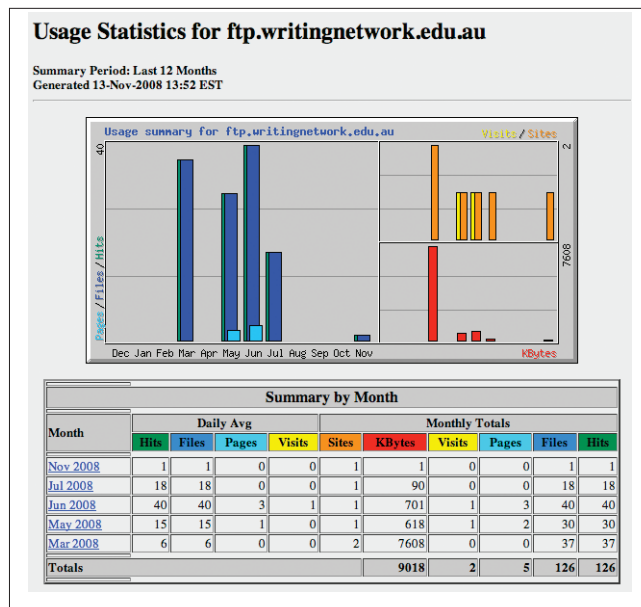 Usage Statistics for ftp.writingnetwork.edu.au
Summary Period: Last 12 Months
Generated 13-Nov-2008 13:52 EST
Usage summary for ftp.writingnetwork.edu.au
Visits/Sites
40
2
Pages/Files/Hits
7608
Dec Jan Feb Mar Apr May Jun Jul Aug Sep Oct Nov
KBytes
Summary by Month
Month Daily Avg Monthly Totals
Hits Files Pages Visits Sites KBytes Visits Pages Files Hits
Nov 2008 1 1 0 0 1 1 0 0 1 1
Jul 2008 18 18 0 0 1 90 0 0 18 18
Jun 2008 40 40 3 1 1 701 1 3 40 40
May 2008 15 15 1 0 1 618 1 2 30 30
Mar 2008 6 6 0 0 2 7608 0 0 37 37
Totals 9018 2 5 126 126